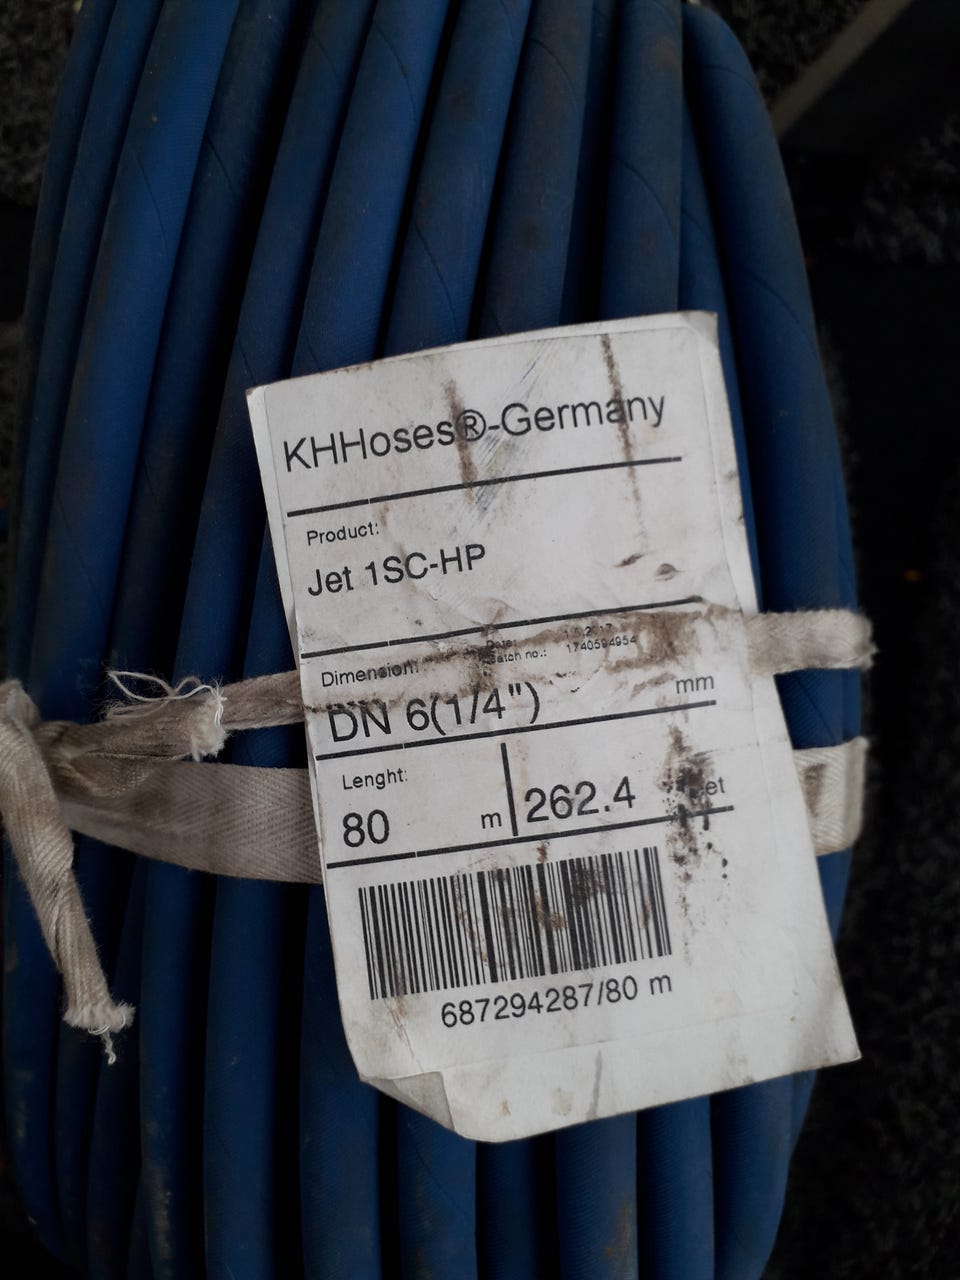 KHHoses®-Germany
Product:
Jet 1SC-HP
Date:
Batch no.: 1740594954
Dimension:
DN 6(1/4") mm
Lenght:
80 m 262.4
687294287/80 m